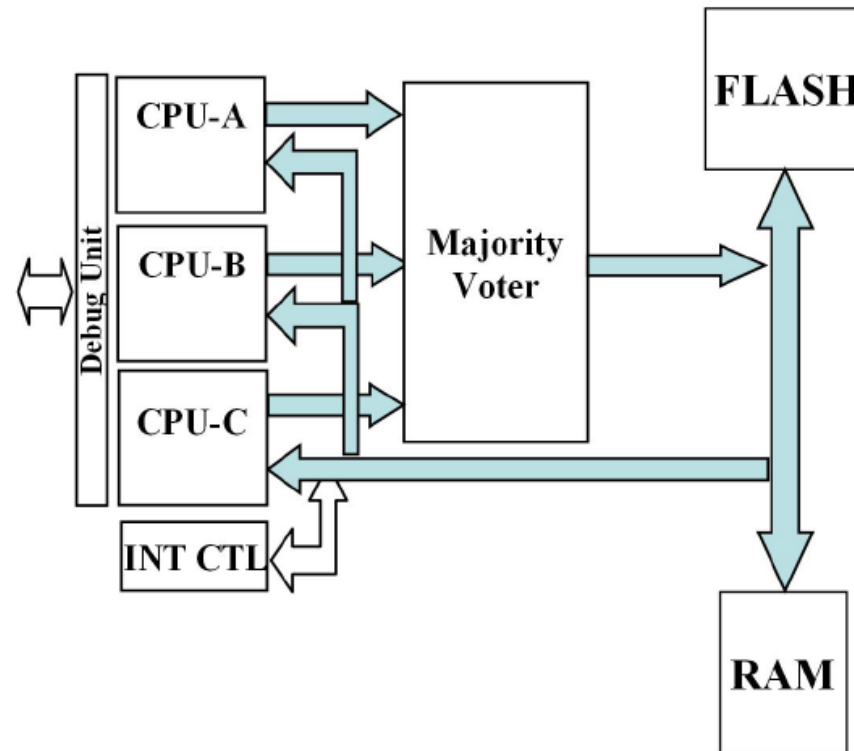 FLASH
CPU-A
Majority
Voter
CPU-B
Debug Unit
CPU-C
INT CTL
RAM